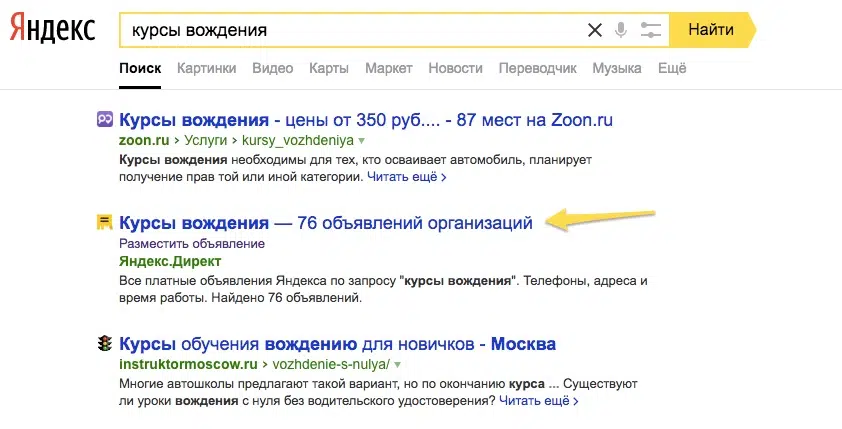 Яндекс
курсы вождения
Найти
Поиск Картинки Видео Карты Маркет Новости Переводчик Музыка Ещё
Курсы вождения - цены от 350 руб.... - 87 мест на Zoon.ru
zoon.ru › Услуги › kursy_vozhdeniya
Курсы вождения необходимы для тех, кто осваивает автомобиль, планирует
получение прав той или иной категории. Читать ещё ›
Курсы вождения — 76 объявлений организаций
Разместить объявление
Яндекс.Директ
Все платные объявления Яндекса по запросу "курсы вождения". Телефоны, адреса и
время работы. Найдено 76 объявлений.
Курсы обучения вождению для новичков - Москва
instruktormoscow.ru › vozhdenie-s-nulya/
Многие автошколы предлагают такой вариант, но по окончанию курса ... Существуют
ли уроки вождения с нуля без водительского удостоверения? Читать ещё ›